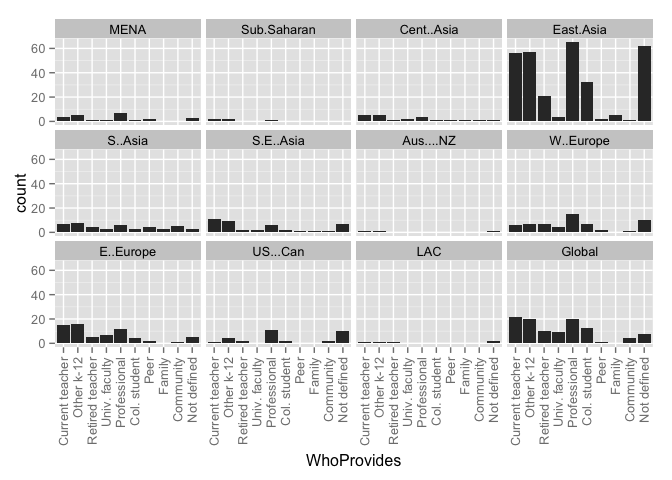 MENA Sub.Saharan Cent..Asia East.Asia
60
40
20
0
S..Asia S.E..Asia Aus....NZ W..Europe
60
40
20
0
count
E..Europe US...Can LAC Global
60
40
20
0
Current teacher Other k-12 Retired teacher Univ. faculty Professional Col. student Peer Family Community Not defined Current teacher Other k-12 Retired teacher Univ. faculty Professional Col. student Peer Family Community Not defined Current teacher Other k-12 Retired teacher Univ. faculty Professional Col. student Peer Family Community Not defined Current teacher Other k-12 Retired teacher Univ. faculty Professional Col. student Peer Family Community Not defined
WhoProvides